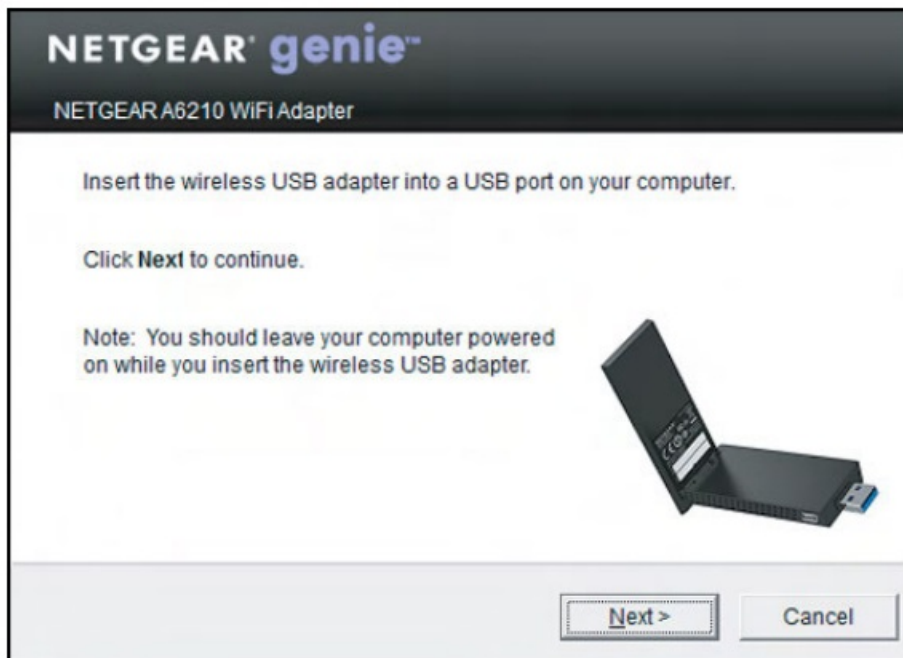 NETGEAR® genie™
NETGEAR A6210 WiFi Adapter
Insert the wireless USB adapter into a USB port on your computer.
Click Next to continue.
Note: You should leave your computer powered
on while you insert the wireless USB adapter.
Next >
Cancel